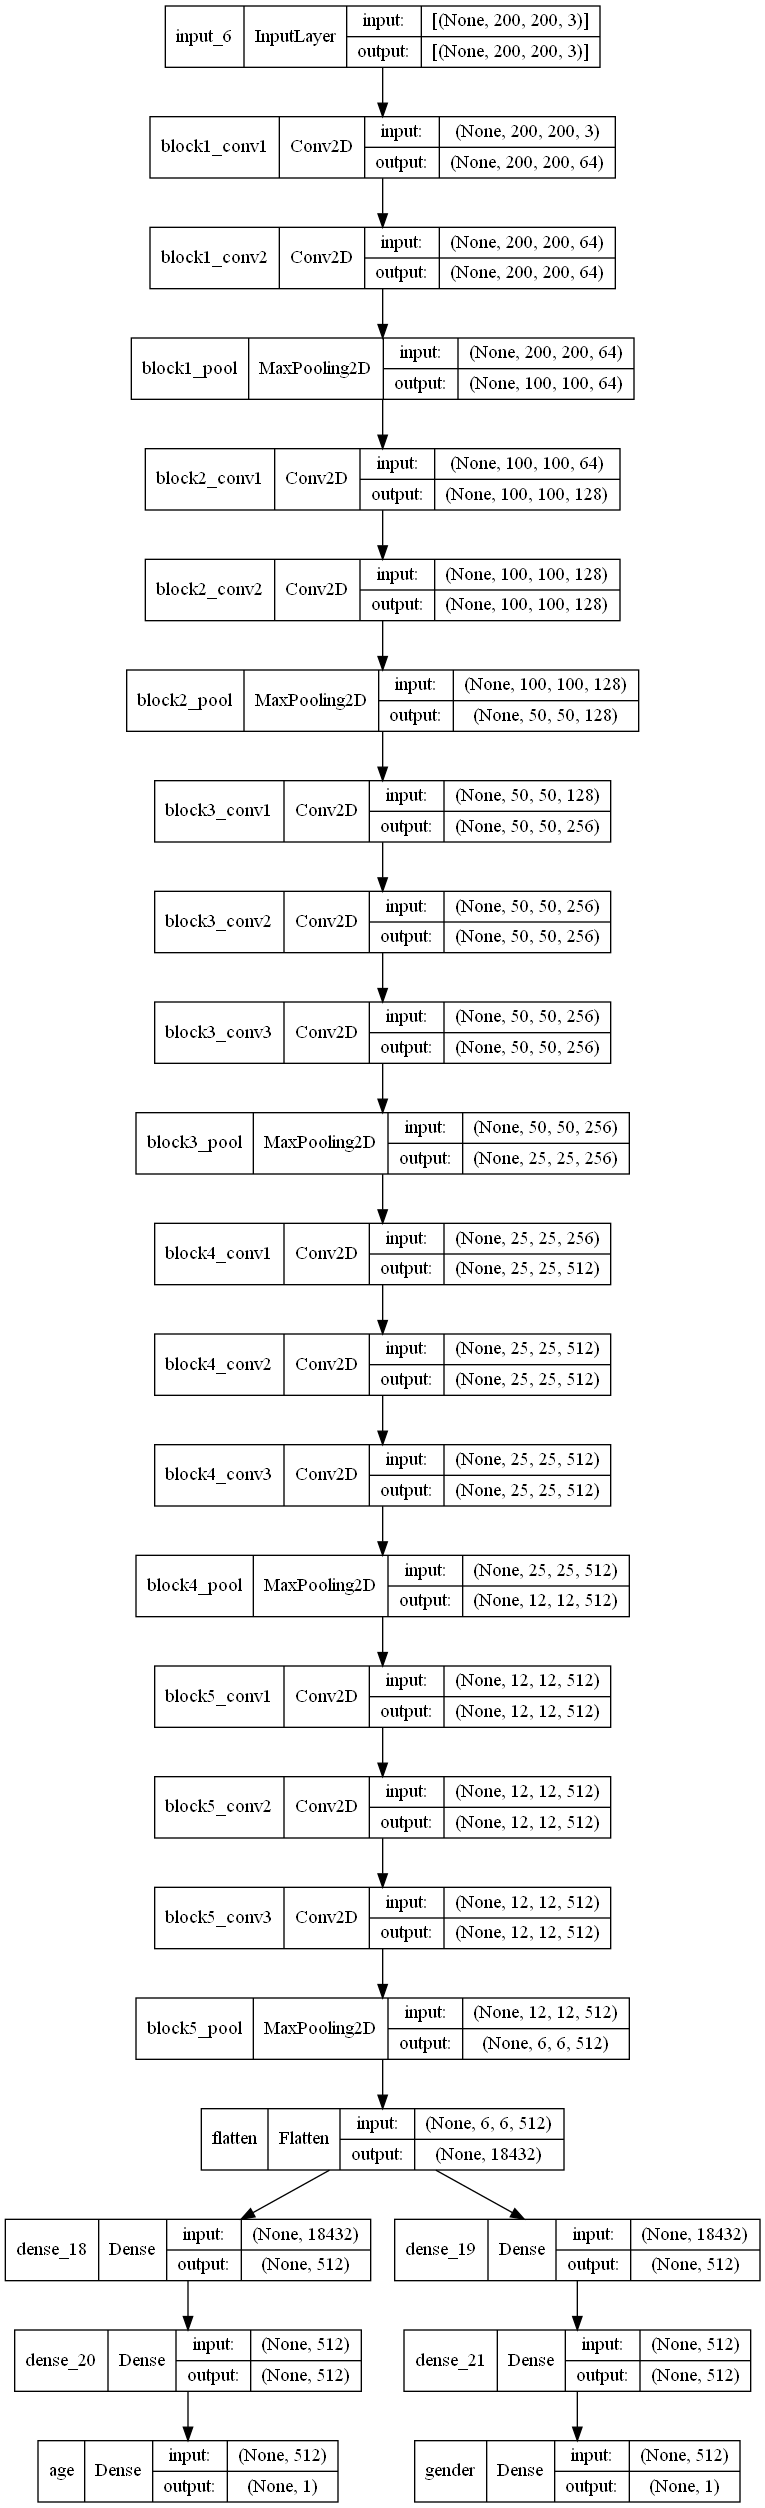 input_6 InputLayer input: [(None, 200, 200, 3)]
output: [(None, 200, 200, 3)]
block1_conv1 Conv2D input: (None, 200, 200, 3)
output: (None, 200, 200, 64)
block1_conv2 Conv2D input: (None, 200, 200, 64)
output: (None, 200, 200, 64)
block1_pool MaxPooling2D input: (None, 200, 200, 64)
output: (None, 100, 100, 64)
block2_conv1 Conv2D input: (None, 100, 100, 64)
output: (None, 100, 100, 128)
block2_conv2 Conv2D input: (None, 100, 100, 128)
output: (None, 100, 100, 128)
block2_pool MaxPooling2D input: (None, 100, 100, 128)
output: (None, 50, 50, 128)
block3_conv1 Conv2D input: (None, 50, 50, 128)
output: (None, 50, 50, 256)
block3_conv2 Conv2D input: (None, 50, 50, 256)
output: (None, 50, 50, 256)
block3_conv3 Conv2D input: (None, 50, 50, 256)
output: (None, 50, 50, 256)
block3_pool MaxPooling2D input: (None, 50, 50, 256)
output: (None, 25, 25, 256)
block4_conv1 Conv2D input: (None, 25, 25, 256)
output: (None, 25, 25, 512)
block4_conv2 Conv2D input: (None, 25, 25, 512)
output: (None, 25, 25, 512)
block4_conv3 Conv2D input: (None, 25, 25, 512)
output: (None, 25, 25, 512)
block4_pool MaxPooling2D input: (None, 25, 25, 512)
output: (None, 12, 12, 512)
block5_conv1 Conv2D input: (None, 12, 12, 512)
output: (None, 12, 12, 512)
block5_conv2 Conv2D input: (None, 12, 12, 512)
output: (None, 12, 12, 512)
block5_conv3 Conv2D input: (None, 12, 12, 512)
output: (None, 12, 12, 512)
block5_pool MaxPooling2D input: (None, 12, 12, 512)
output: (None, 6, 6, 512)
flatten Flatten input: (None, 6, 6, 512)
output: (None, 18432)
dense_18 Dense input: (None, 18432)
output: (None, 512)
dense_19 Dense input: (None, 18432)
output: (None, 512)
dense_20 Dense input: (None, 512)
output: (None, 512)
dense_21 Dense input: (None, 512)
output: (None, 512)
age Dense input: (None, 512)
output: (None, 1)
gender Dense input: (None, 512)
output: (None, 1)